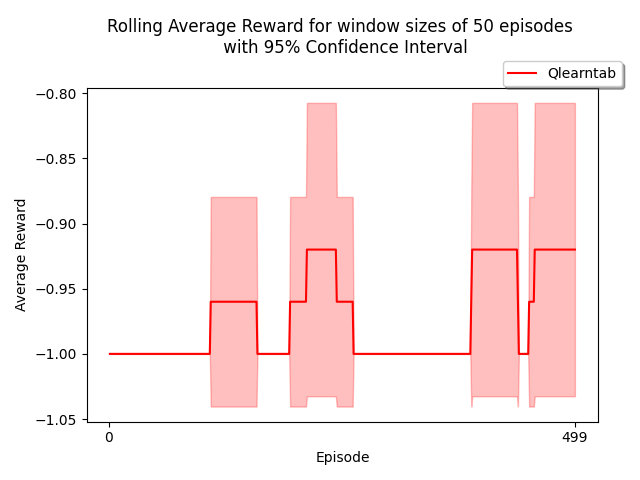 Rolling Average Reward for window sizes of 50 episodes
with 95% Confidence Interval
Qlearntab
−0.80
−0.85
−0.90
−0.95
−1.00
−1.05
Average Reward
0
499
Episode